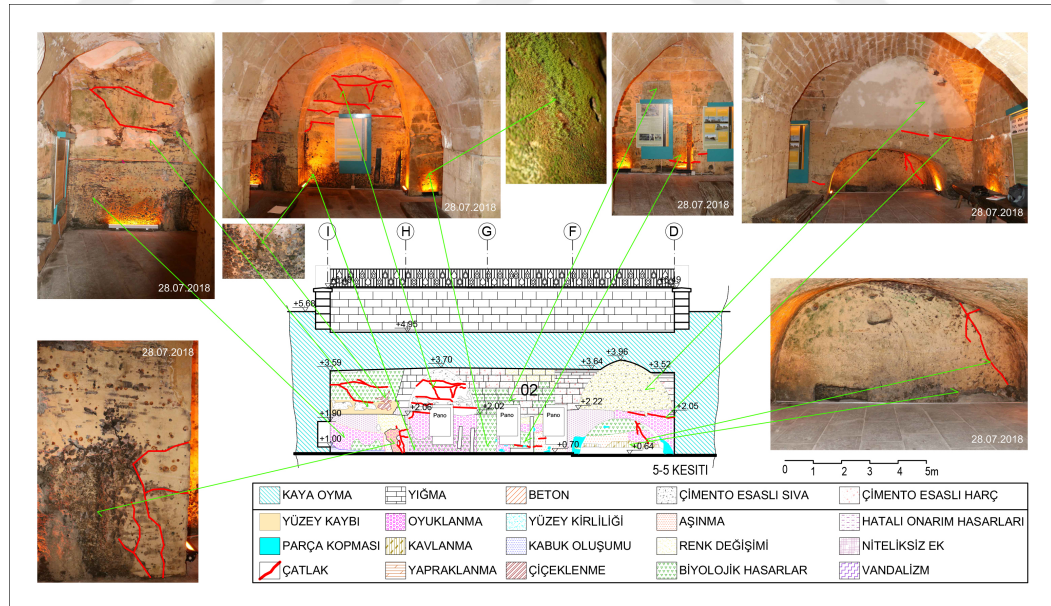 28.07.2018
28.07.2018
28.07.2018
28.07.2018
28.07.2018
28.07.2018
I H G F D
+5.60
+4.95
+3.59
+3.70
+3.64
+3.96
+3.52
02
+1.90
+2.06
+2.02
+2.22
+2.05
Pano
Pano
Pano
+1.00
+0.70
+0.64
5-5 KESITI
0 1 2 3 4 5m
KAYA OYMA YIĞMA BETON ÇİMENTO ESASLI SIVA ÇİMENTO ESASLI HARÇ
YÜZEY KAYBI OYUKLANMA YÜZEY KİRLİLİĞİ AŞINMA HATALI ONARIM HASARLARI
PARÇA KOPMASI KAVLANMA KABUK OLUŞUMU RENK DEĞİŞİMİ NİTELİKSİZ EK
ÇATLAK YAPRAKLANMA ÇİÇEKLENME BİYOLOJİK HASARLAR VANDALİZM